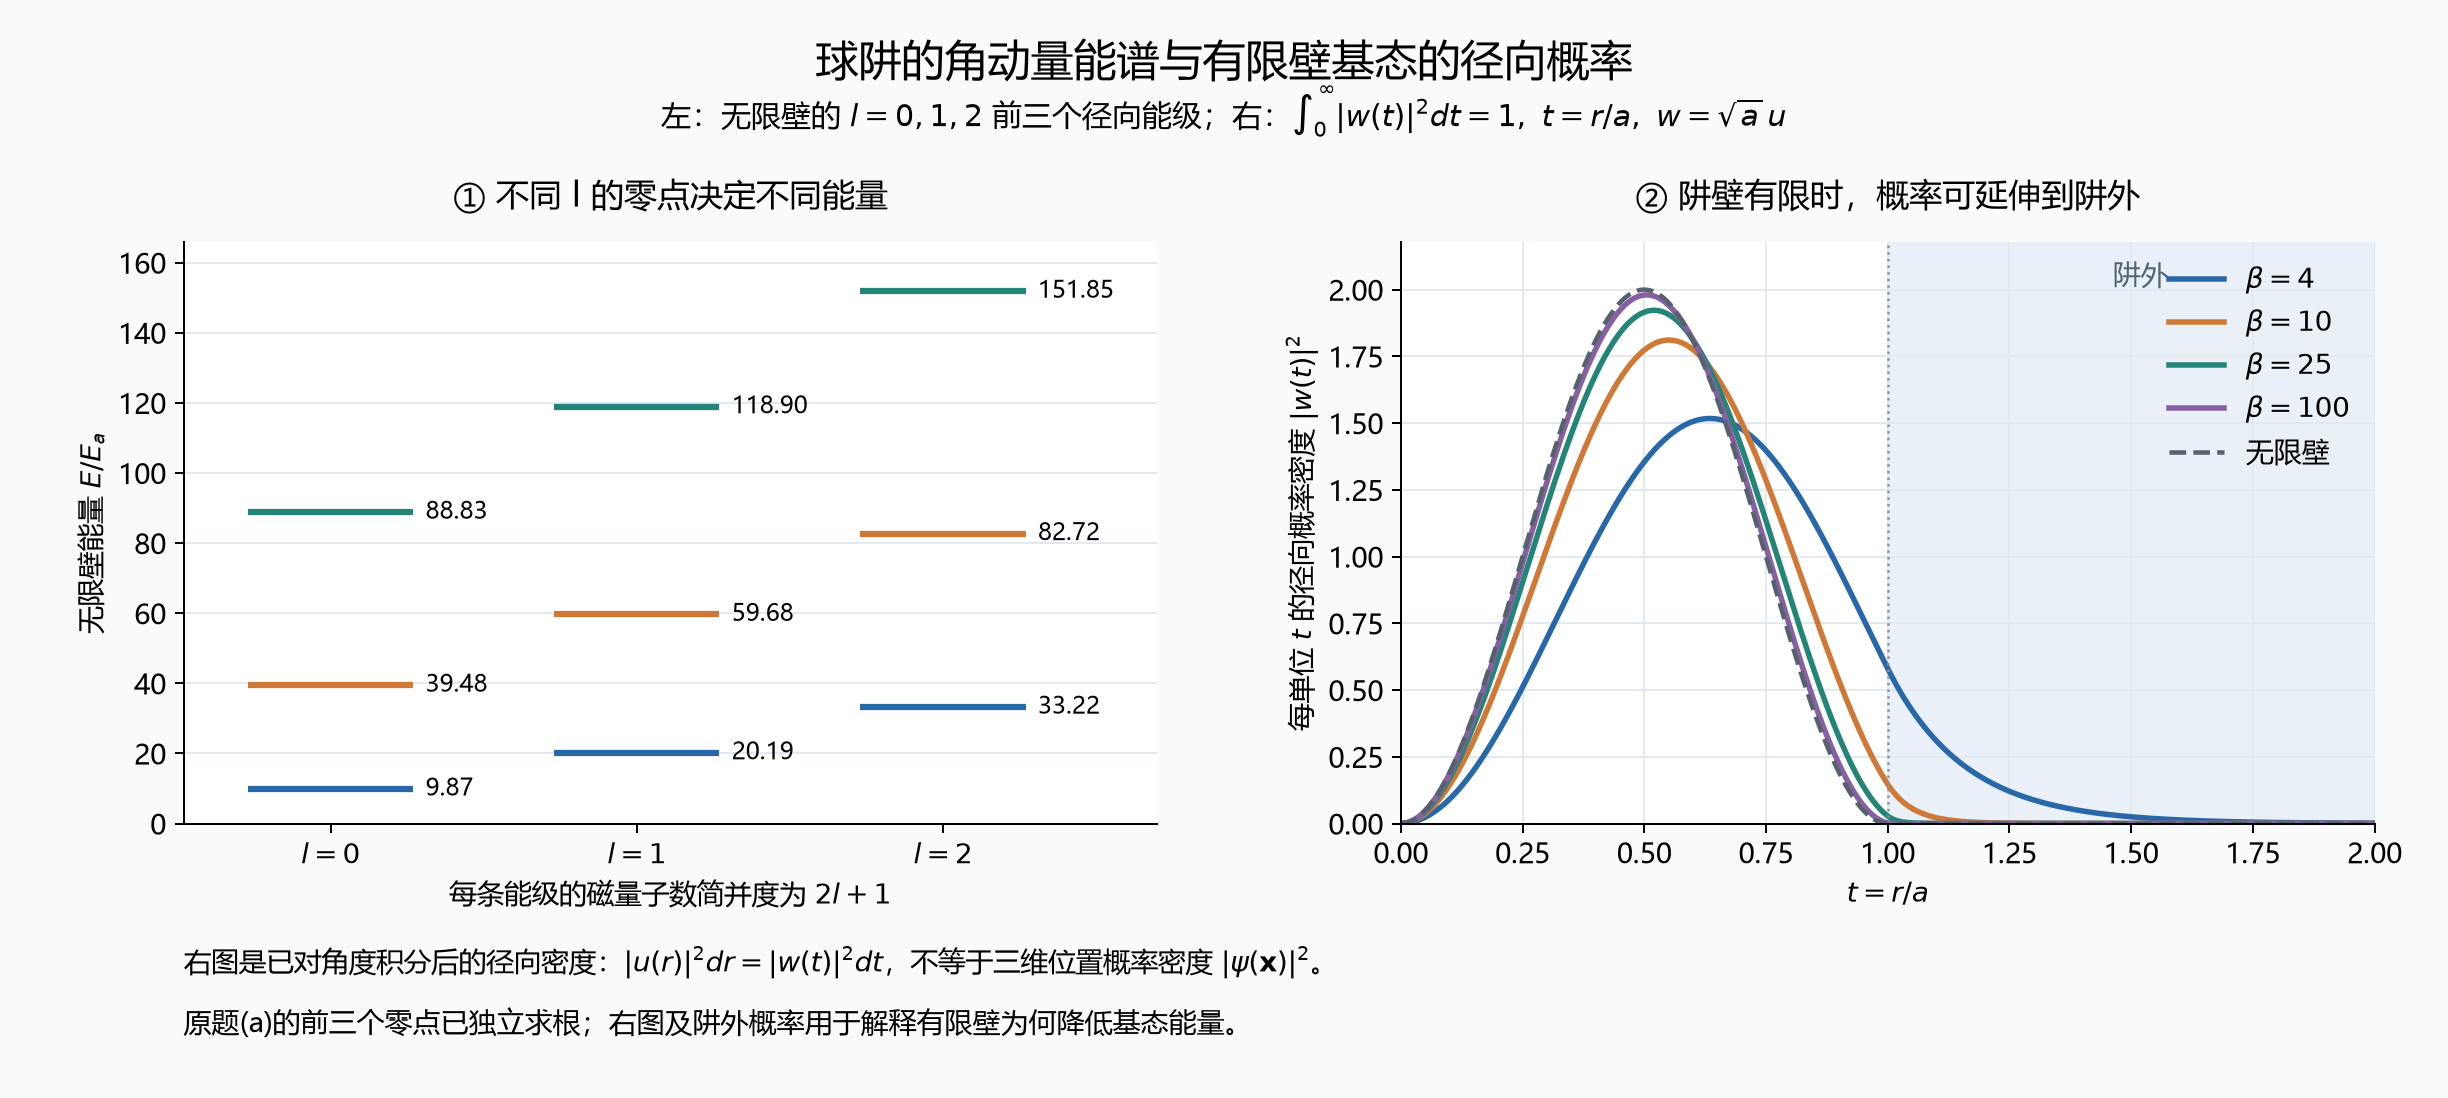 球阱的角动量能谱与有限壁基态的径向概率
左：无限壁的 l = 0, 1, 2 前三个径向能级；右：∫₀^∞ |w(t)|²dt = 1, t = r/a, w = √a u
① 不同 l 的零点决定不同能量
无限壁能量 E/Eₐ
160
140
120
100
80
60
40
20
0
151.85
118.90
88.83
82.72
59.68
39.48
33.22
20.19
9.87
l = 0
l = 1
l = 2
每条能级的磁量子数简并度为 2l + 1
② 阱壁有限时，概率可延伸到阱外
每单位 t 的径向概率密度 |w(t)|²
2.00
1.75
1.50
1.25
1.00
0.75
0.50
0.25
0.00
阱外
β = 4
β = 10
β = 25
β = 100
无限壁
0.00
0.25
0.50
0.75
1.00
1.25
1.50
1.75
2.00
t = r/a
右图是已对角度积分后的径向密度：|u(r)|²dr = |w(t)|²dt，不等于三维位置概率密度 |ψ(𝐱)|²。
原题(a)的前三个零点已独立求根；右图及阱外概率用于解释有限壁为何降低基态能量。